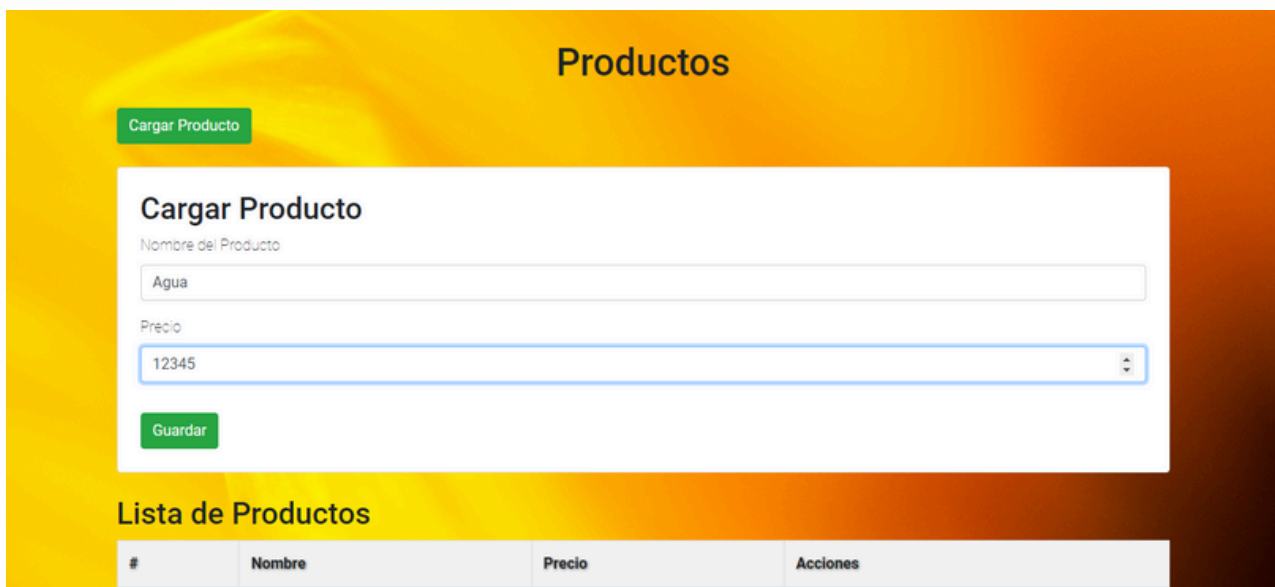 Productos
Cargar Producto
Cargar Producto
Nombre del Producto
Agua
Precio
12345
Guardar
Lista de Productos
# Nombre Precio Acciones